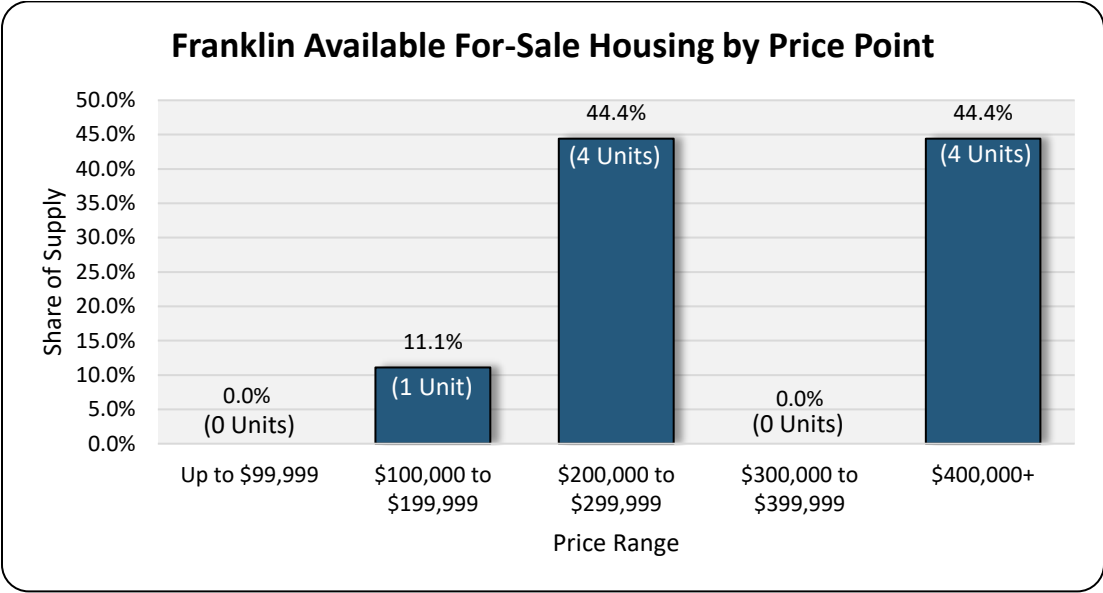 Franklin Available For-Sale Housing by Price Point
Share of Supply
50.0%
45.0%
40.0%
35.0%
30.0%
25.0%
20.0%
15.0%
10.0%
5.0%
0.0%
0.0%
(0 Units)
11.1%
(1 Unit)
44.4%
(4 Units)
0.0%
(0 Units)
44.4%
(4 Units)
Up to $99,999
$100,000 to
$199,999
$200,000 to
$299,999
$300,000 to
$399,999
$400,000+
Price Range